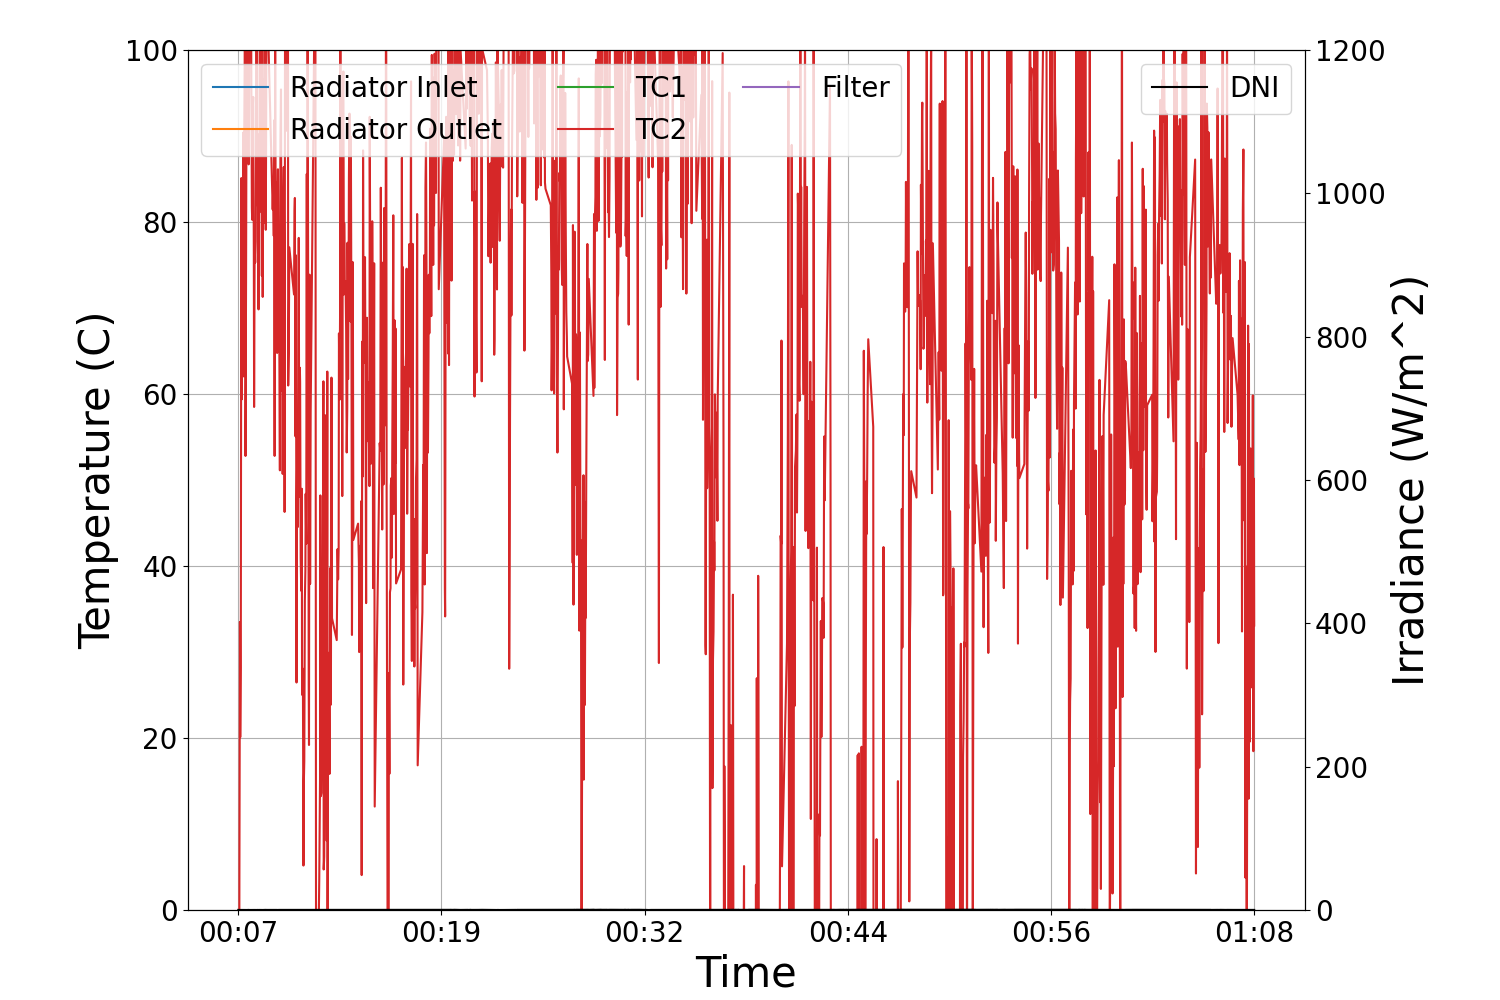 100
80
60
40
20
0
Temperature (C)
Radiator Inlet
Radiator Outlet
TC1
TC2
Filter
DNI
1200
1000
800
600
400
200
0
Irradiance (W/m^2)
00:07 00:19 00:32 00:44 00:56 01:08
Time